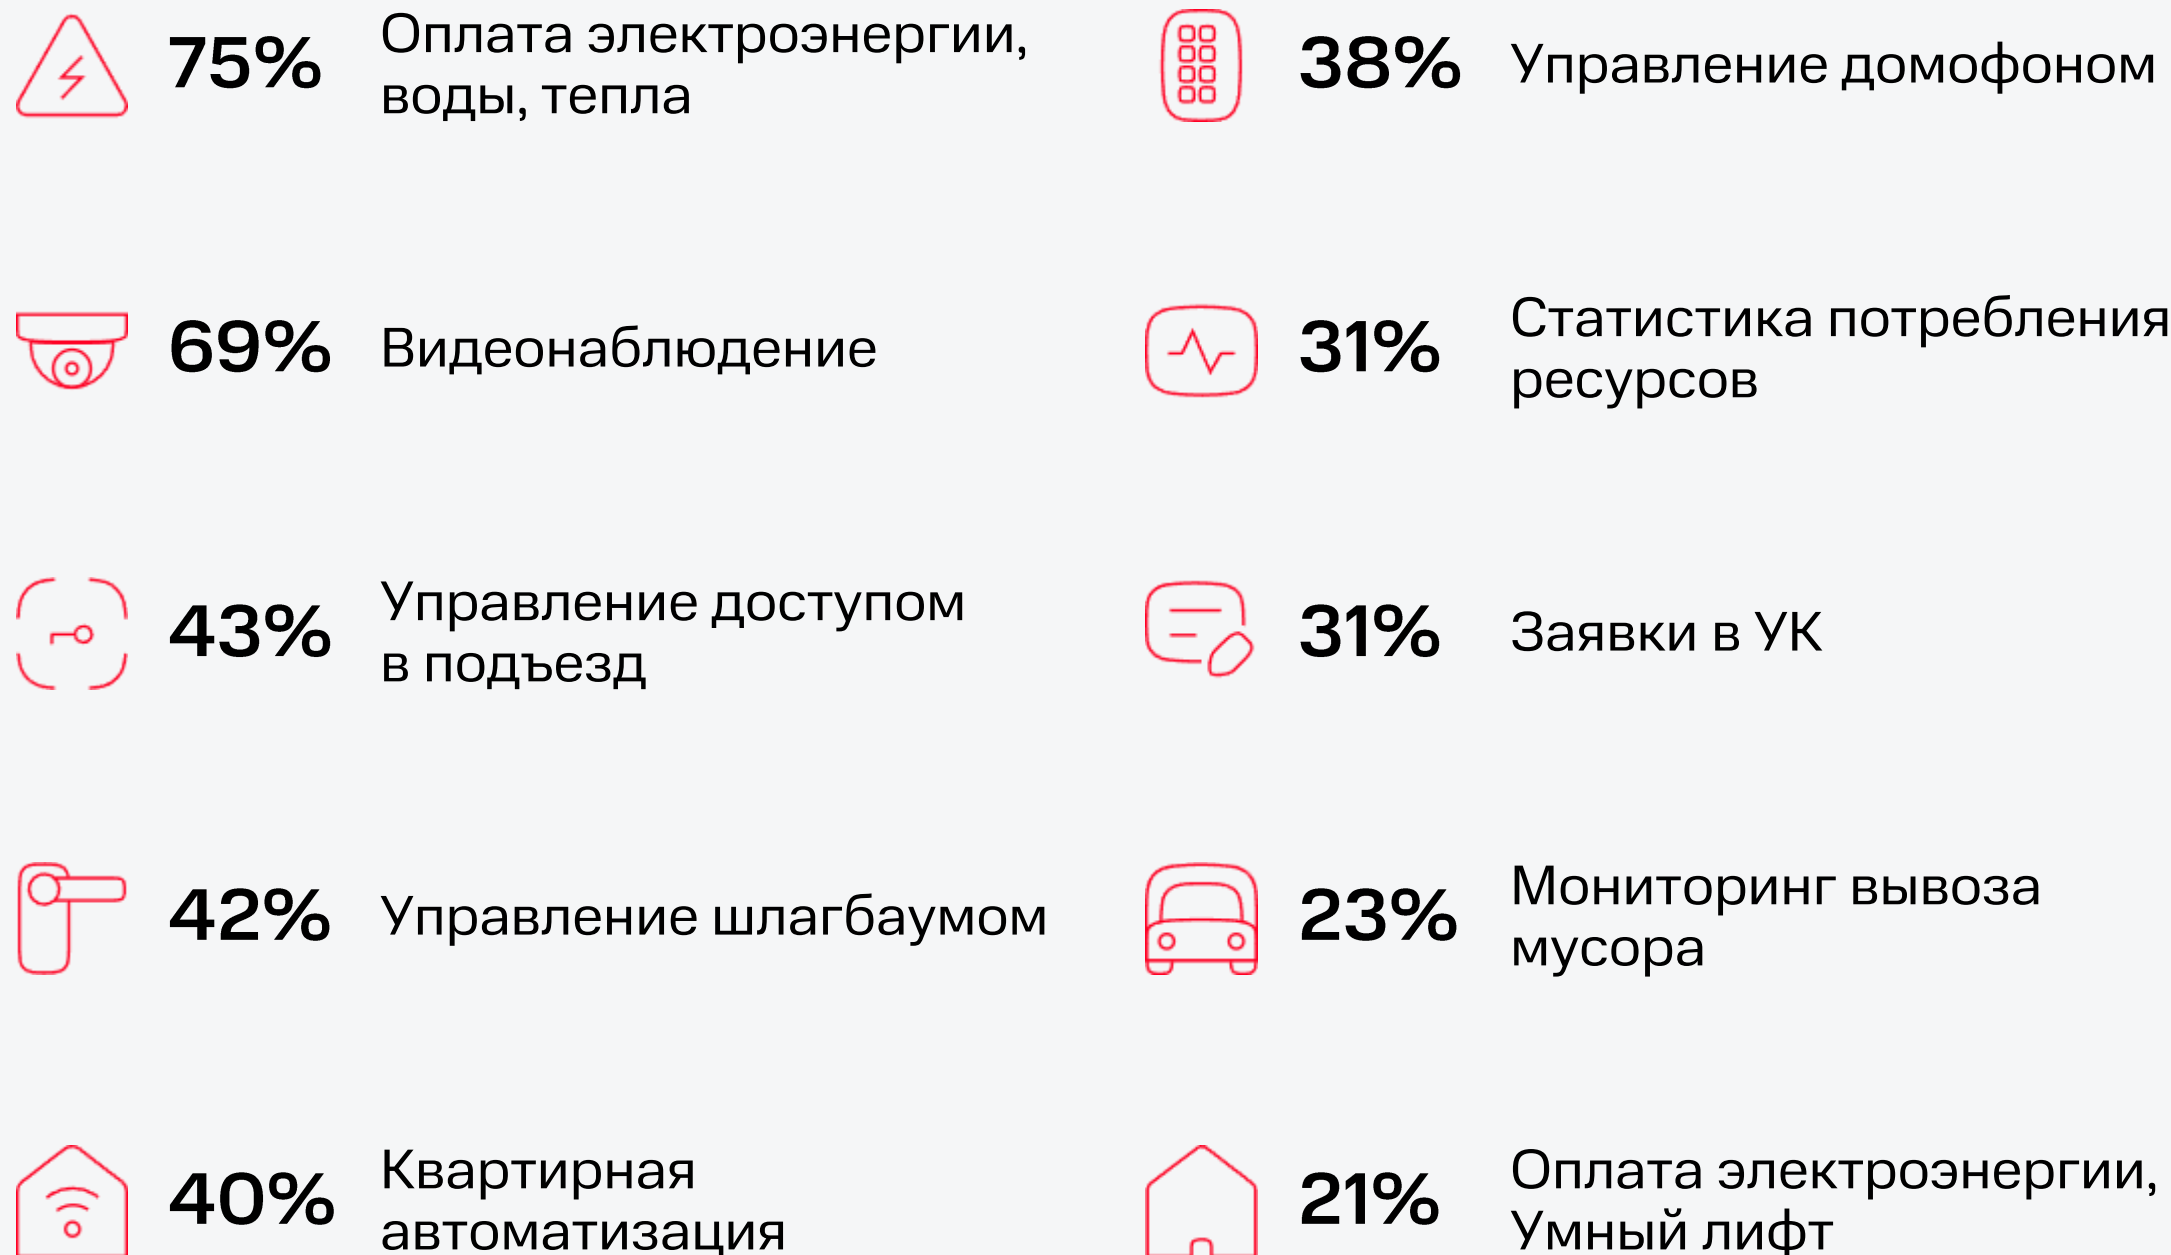 75%
Оплата электроэнергии,
воды, тепла
69%
Видеонаблюдение
43%
Управление доступом
в подъезд
42%
Управление шлагбаумом
40%
Квартирная
автоматизация
38%
Управление домофоном
31%
Статистика потребления
ресурсов
31%
Заявки в УК
23%
Мониторинг вывоза
мусора
21%
Оплата электроэнергии,
Умный лифт